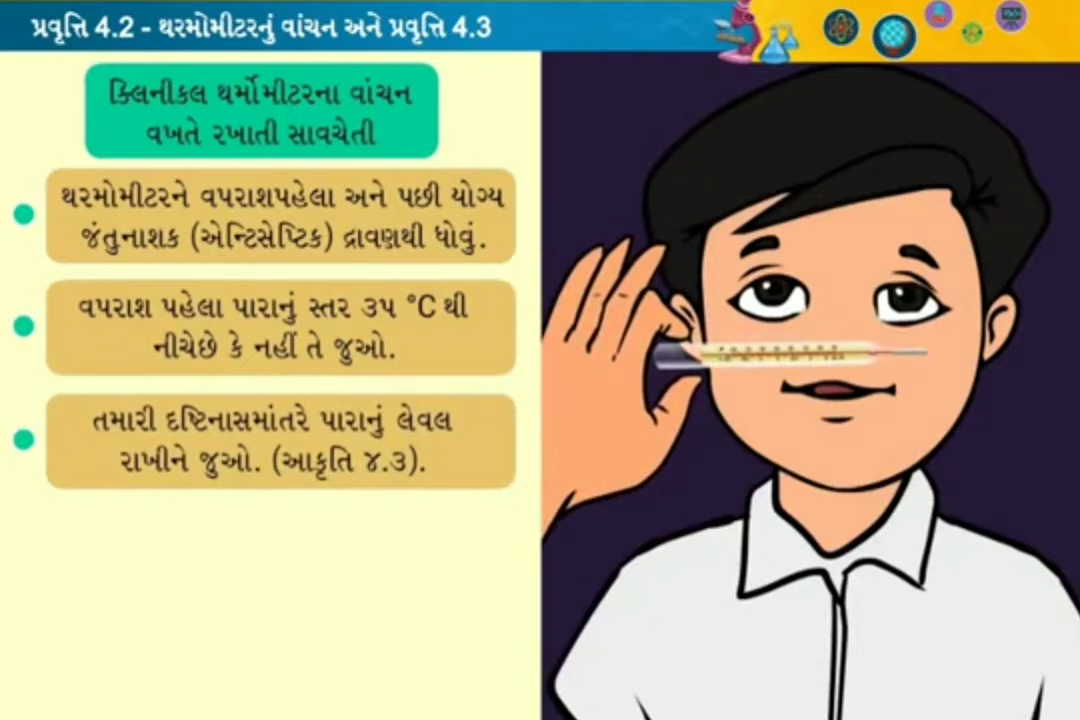 પ્રવૃત્તિ 4.2 - થરમોમીટરનું વાંચન અને પ્રવૃત્તિ 4.3
ક્લિનીકલ થર્મોમીટરના વાંચન
વખતે રખાતી સાવચેતી
થરમોમીટરને વપરાશપહેલા અને પછી યોગ્ય
જંતુનાશક (એન્ટિસેપ્ટિક) દ્રાવણથી ધોવું.
વપરાશ પહેલા પારાનું સ્તર ૩૫ °C થી
નીચેછે કે નહીં તે જુઓ.
તમારી દષ્ટિનાસમાંતરે પારાનું લેવલ
રાખીને જુઓ. (આકૃતિ ૪.૩).